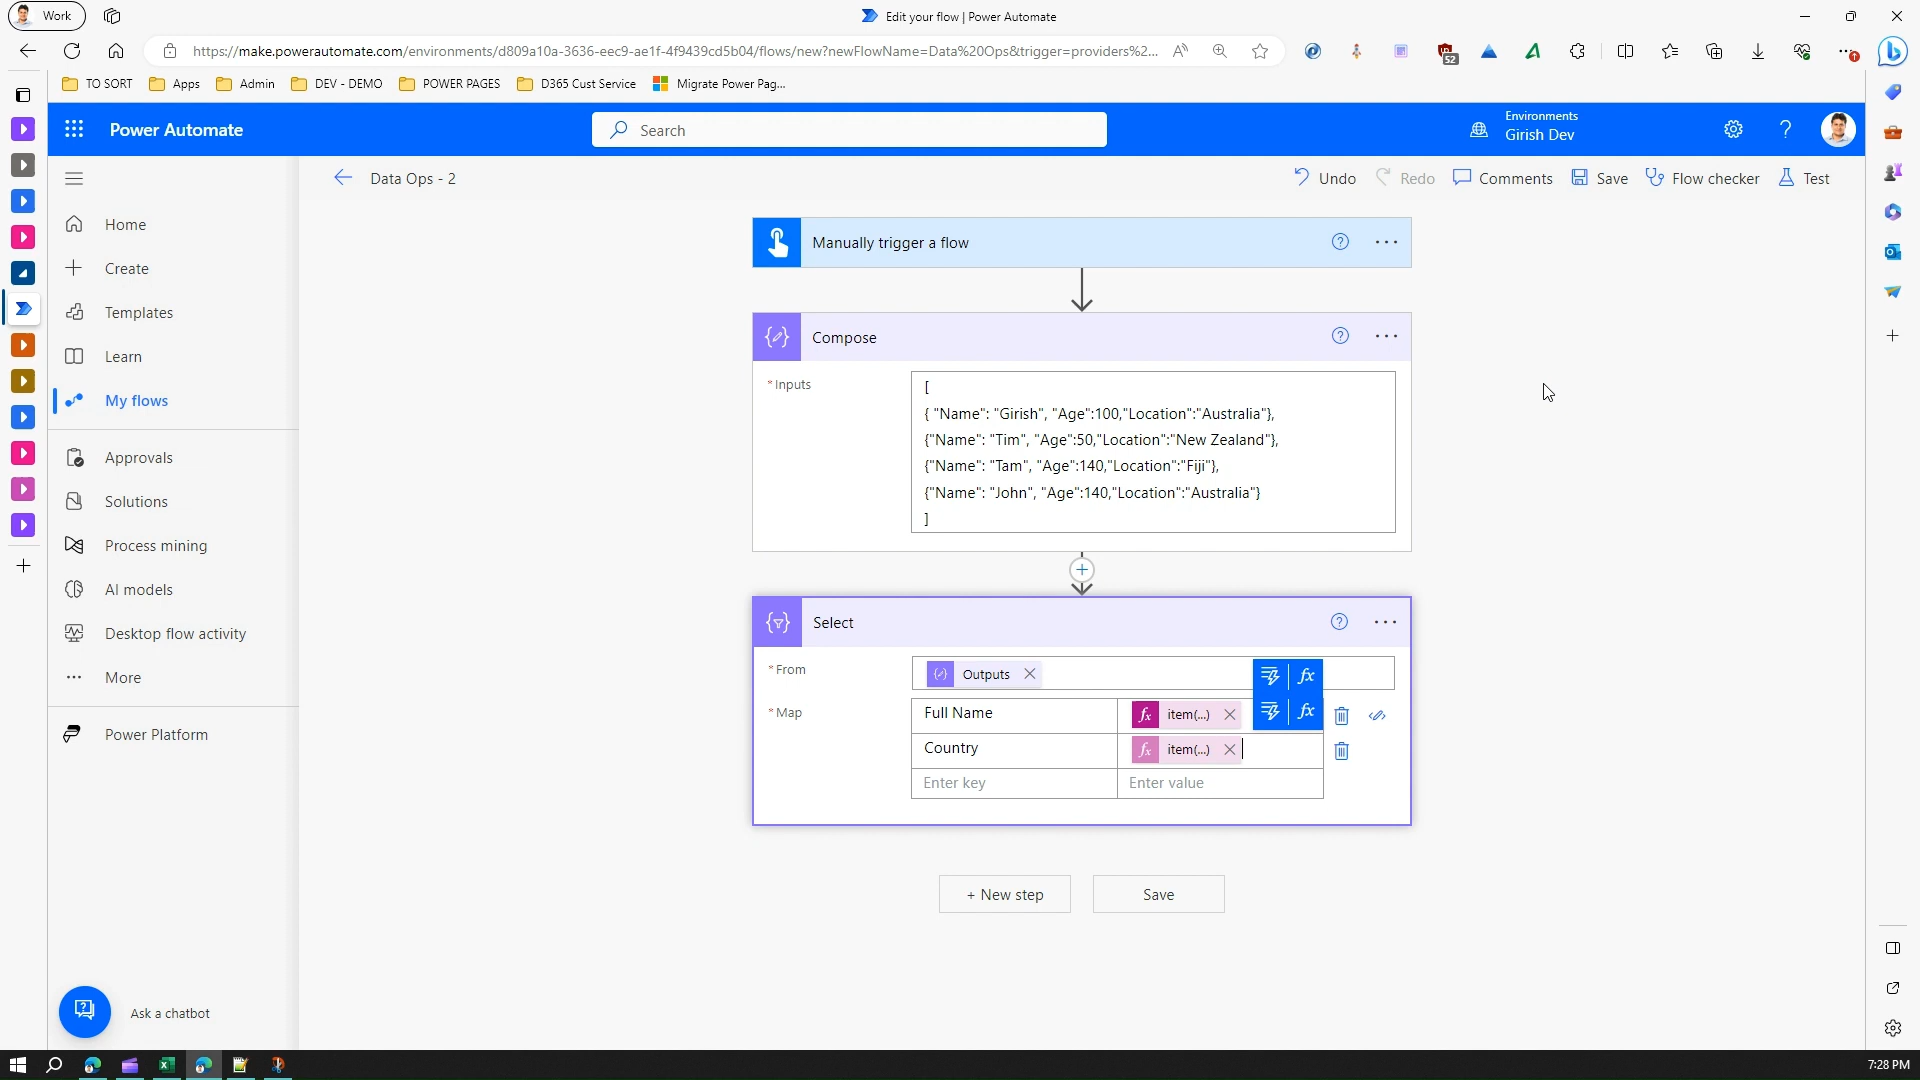 Work
Edit your flow | Power Automate
https://make.powerautomate.com/environments/d809a10a-3636-eec9-ae1f-4f9439cd5b04/flows/new?newFlowName=Data%20Ops&trigger=providers%2...
52
TO SORT
Apps
Admin
DEV - DEMO
POWER PAGES
D365 Cust Service
Migrate Power Pag...
Power Automate
Search
Environments
Girish Dev
Data Ops - 2
Undo
Redo
Comments
Save
Flow checker
Test
Home
Create
Templates
Learn
My flows
Approvals
Solutions
Process mining
AI models
Desktop flow activity
More
Power Platform
Ask a chatbot
Manually trigger a flow
Compose
* Inputs
[
{ "Name": "Girish", "Age":100,"Location":"Australia"},
{"Name": "Tim", "Age":50,"Location":"New Zealand"},
{"Name": "Tam", "Age":140,"Location":"Fiji"},
{"Name": "John", "Age":140,"Location":"Australia"}
]
Select
* From
Outputs
fx
* Map
Full Name
fx item(...)
fx
Country
fx item(...)
Enter key
Enter value
+ New step
Save
7:28 PM